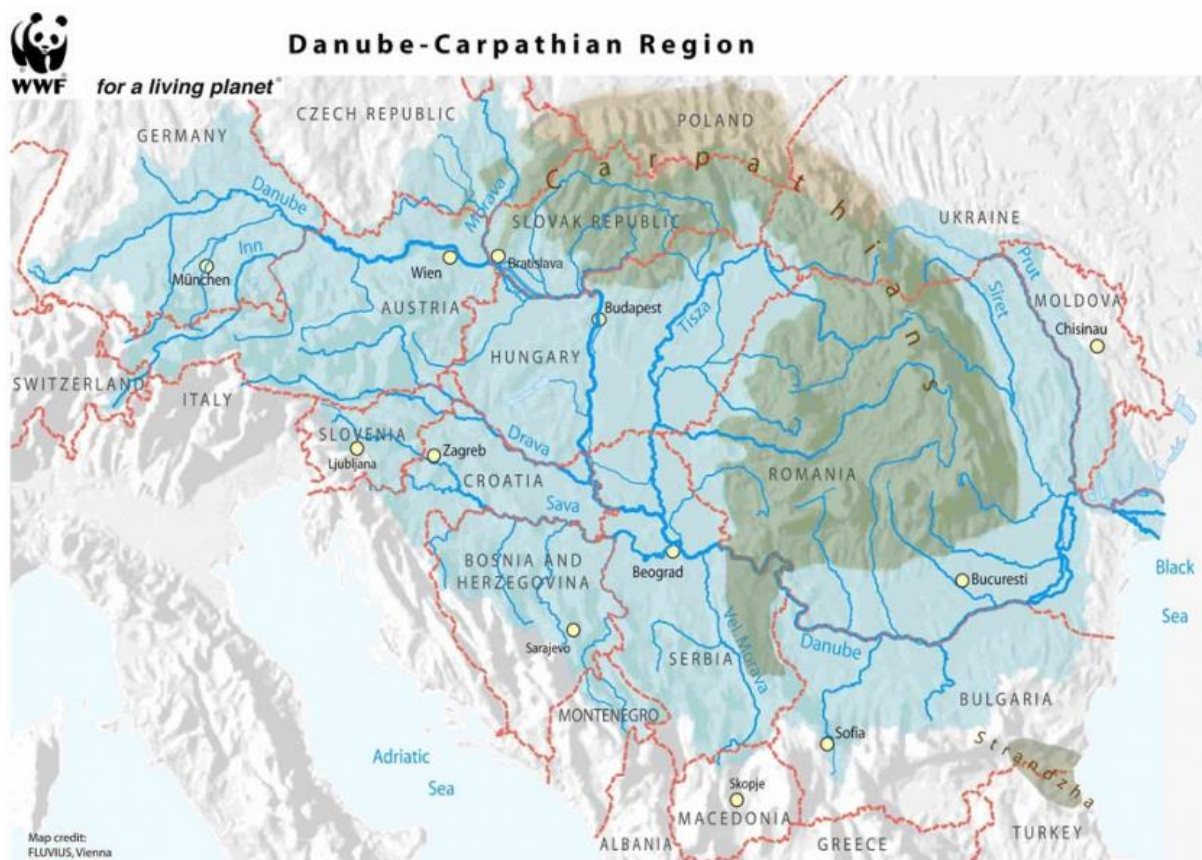 Danube-Carpathian Region
WWF
for a living planet®
CZECH REPUBLIC
POLAND
GERMANY
Carpathians
Danube
Morava
SLOVAK REPUBLIC
UKRAINE
Inn
München
Wien
Bratislava
Prut
Siret
MOLDOVA
AUSTRIA
Budapest
Tisza
Chisinau
HUNGARY
SWITZERLAND
ITALY
SLOVENIA
Ljubljana
Zagreb
Drava
CROATIA
ROMANIA
Sava
BOSNIA AND
HERZEGOVINA
Beograd
Bucuresti
Black
Sea
Sarajevo
SERBIA
Vel. Morava
Danube
BULGARIA
MONTENEGRO
Sofia
Strandzha
Adriatic
Sea
Skopje
MACEDONIA
ALBANIA
GREECE
TURKEY
Map credit:
FLUVIUS, Vienna